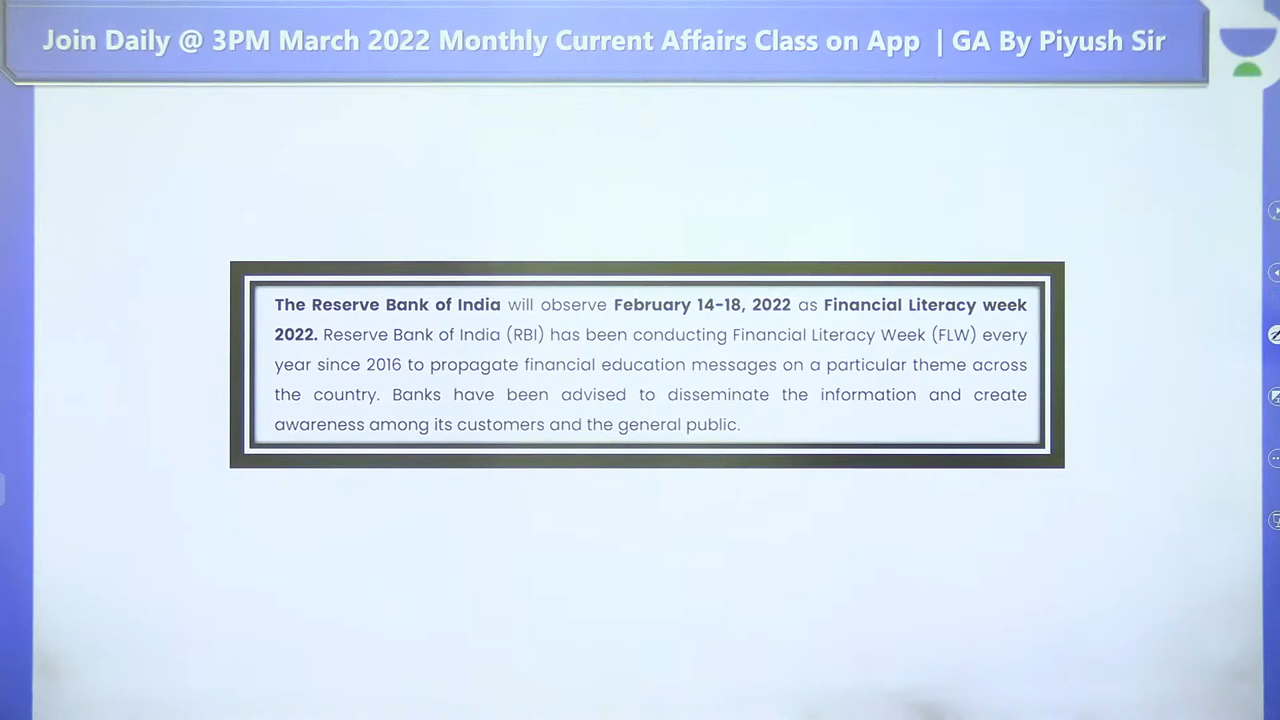 Join Daily @ 3PM March 2022 Monthly Current Affairs Class on App | GA By Piyush Sir
The Reserve Bank of India will observe February 14-18, 2022 as Financial Literacy week
2022. Reserve Bank of India (RBI) has been conducting Financial Literacy Week (FLW) every
year since 2016 to propagate financial education messages on a particular theme across
the country. Banks have been advised to disseminate the information and create
awareness among its customers and the general public.